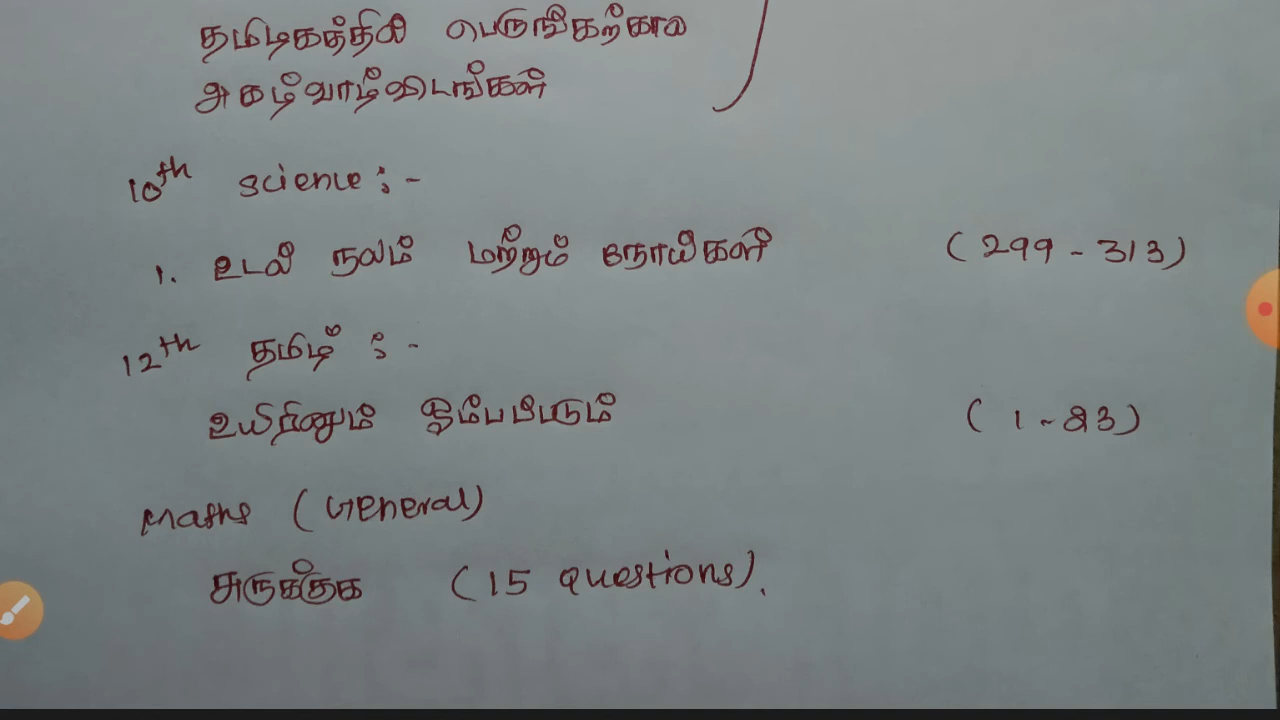 தமிழகத்தில் பெருங்கற்கால
அகழ்வாழ்விடங்கள்
10th science :-
1. உடல் நலம் மற்றும் நோய்கள் (299 - 313)
12th தமிழ் :-
உயிரினும் ஓம்பப்படும் (1 - 23)
Maths (General)
சுருக்குக (15 questions).